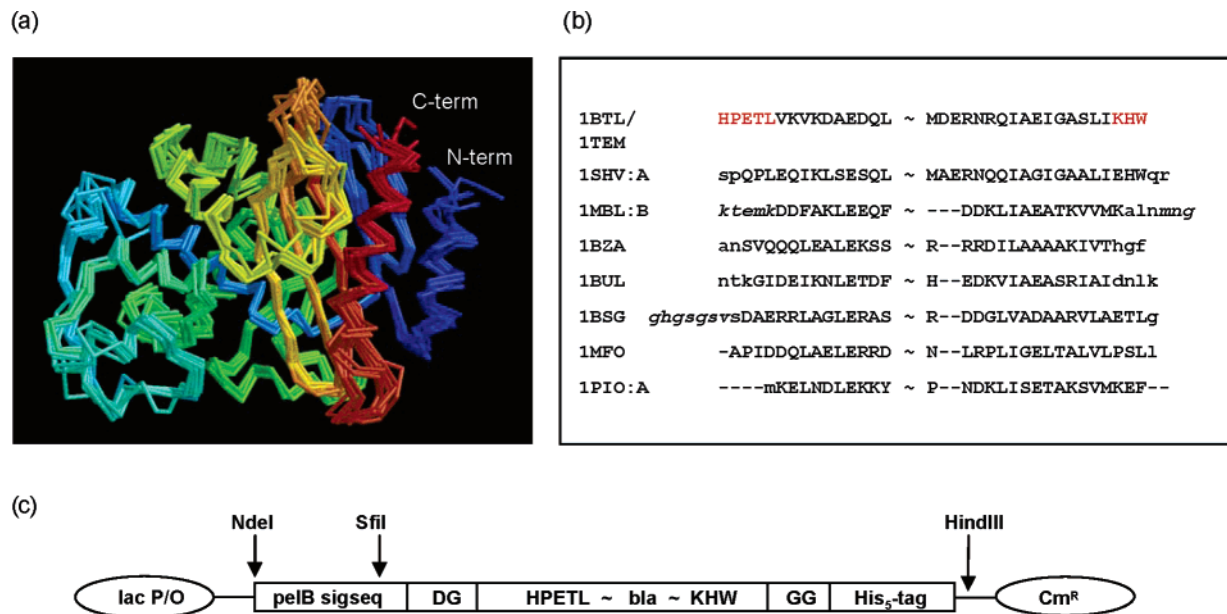 (a)
C-term
N-term
(b)
1BTL/ HPETLVKVKDAEDQL ~ MDERNRQIAEIGASLIKHW
1TEM
1SHV:A spQPLEQIKLSESQL ~ MAERNQQIAGIGAALIEHWqr
1MBL:B ktemkDDFAKLEEQF ~ ---DDKLIAEATKVVMKalnmng
1BZA anSVQQQLEALEKSS ~ R--RRDILAAAAKIVThgf
1BUL ntkGIDEIKNLETDF ~ H--EDKVIAEASRIAIdnlk
1BSG ghgsgsvsDAERRLAGLERAS ~ R--DDGLVADAARVLAETLg
1MFO -APIDDQLAELERRD ~ N--LRPLIGELTALVLPSLl
1PIO:A ----mKELNDLEKKY ~ P--NDKLISETAKSVMKEF--
(c)
NdeI SfiI HindIII
lac P/O pelB sigseq DG HPETL ~ bla ~ KHW GG His5-tag CmR